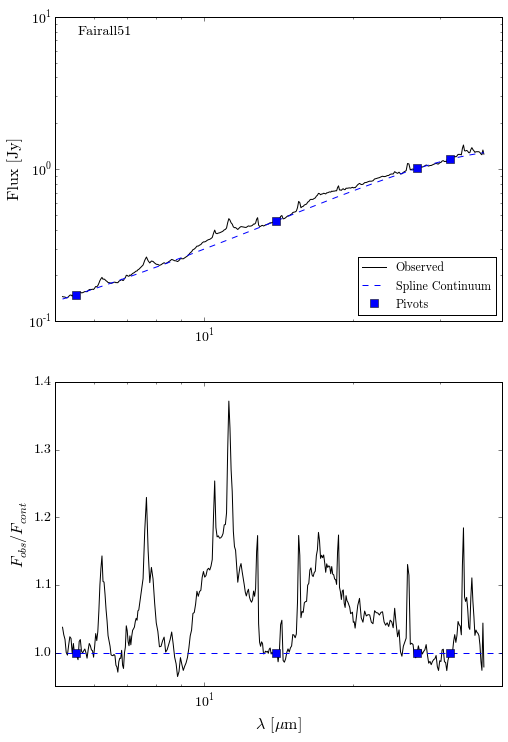 10^1
Fairall51
Flux [Jy]
10^0
Observed
Spline Continuum
Pivots
10^-1
10^1
1.4
1.3
1.2
F_obs/F_cont
1.1
1.0
10^1
λ [μm]